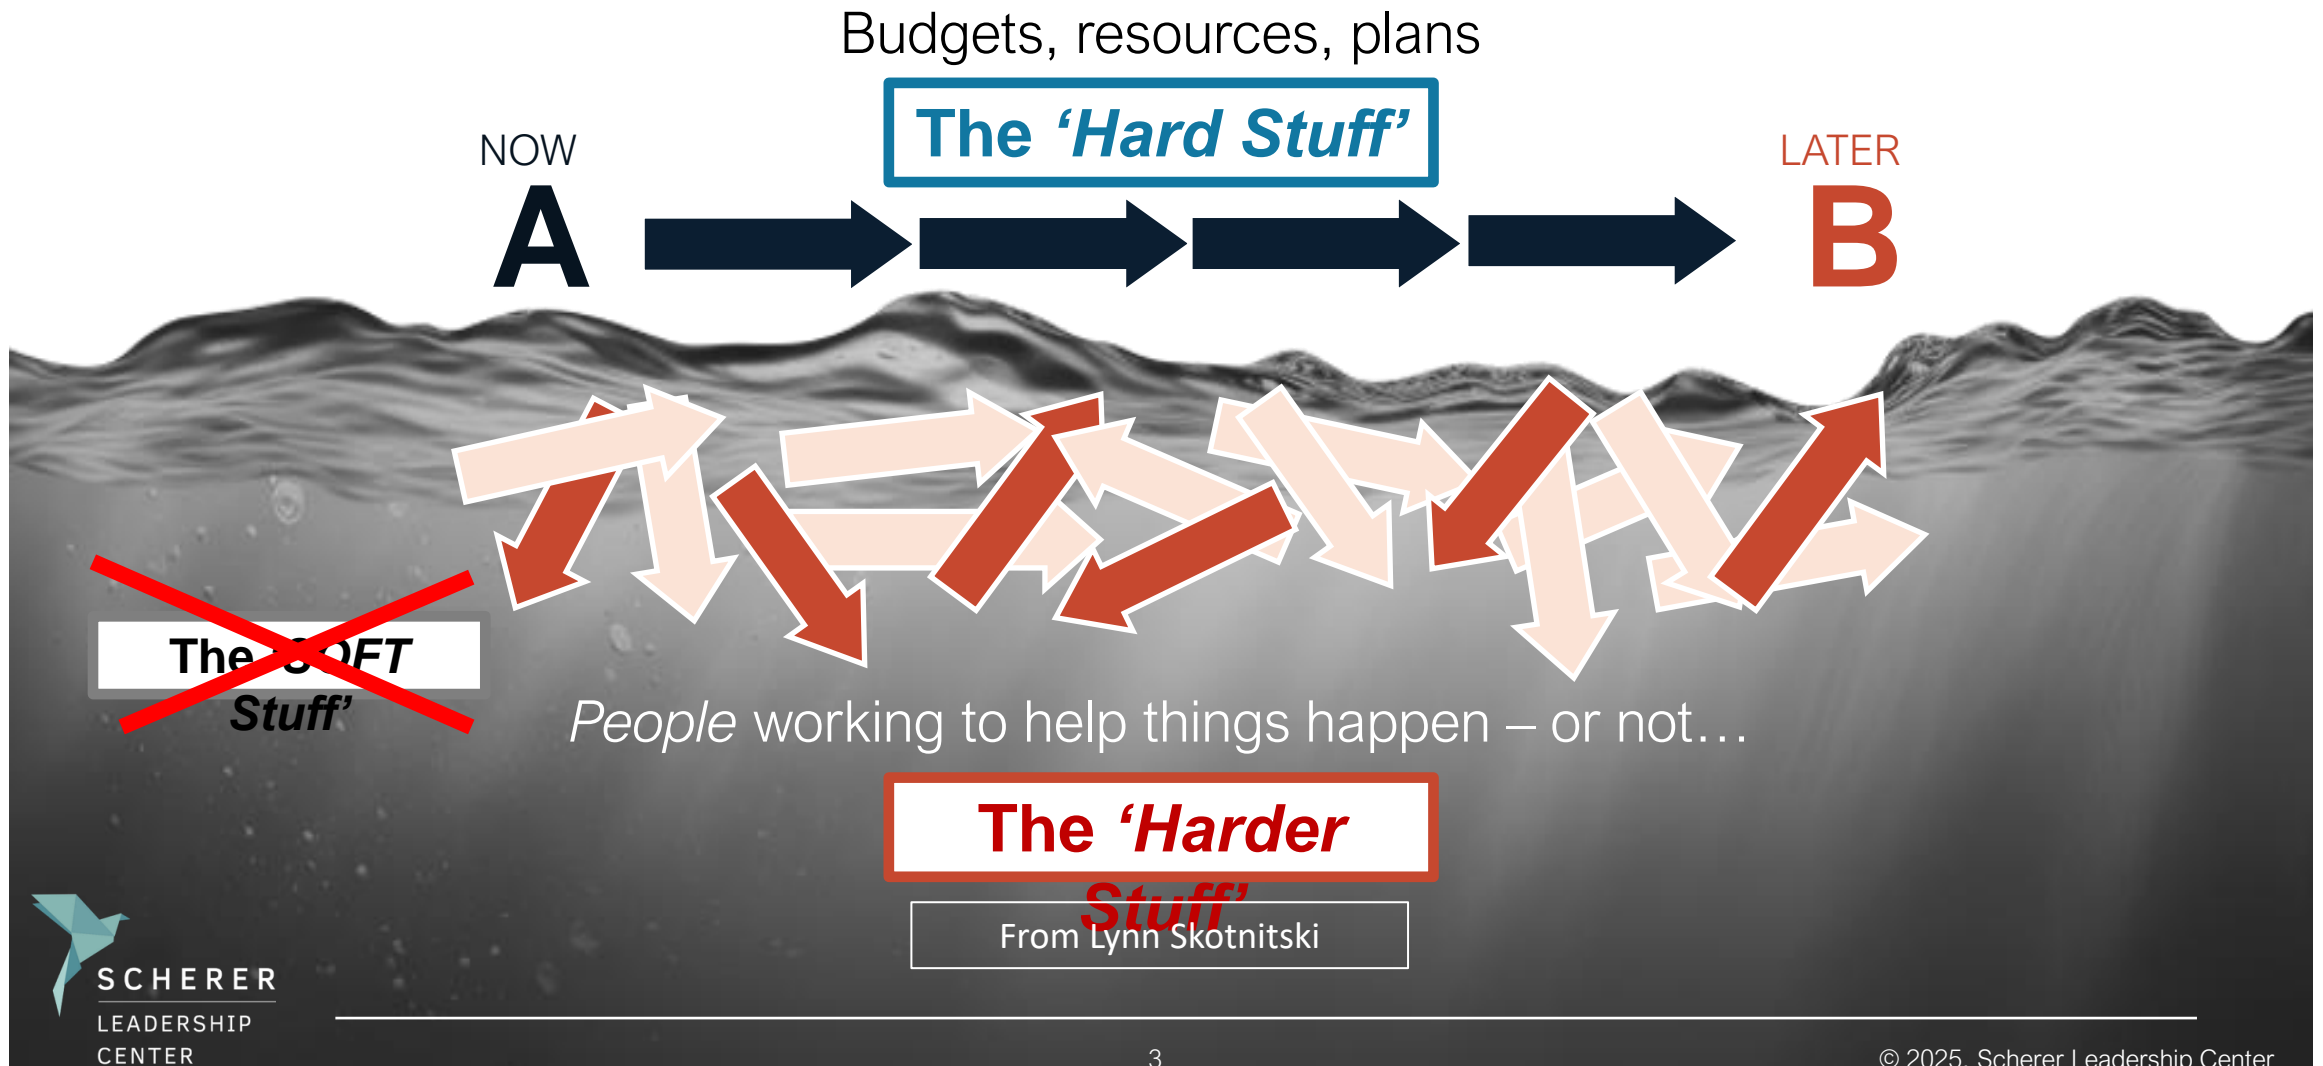 Budgets, resources, plans
The ‘Hard Stuff’
NOW
LATER
A
B
The ‘SOFT
Stuff’
People working to help things happen – or not…
The ‘Harder
Stuff’
From Lynn Skotnitski
SCHERER
LEADERSHIP
CENTER
3
© 2025. Scherer Leadership Center